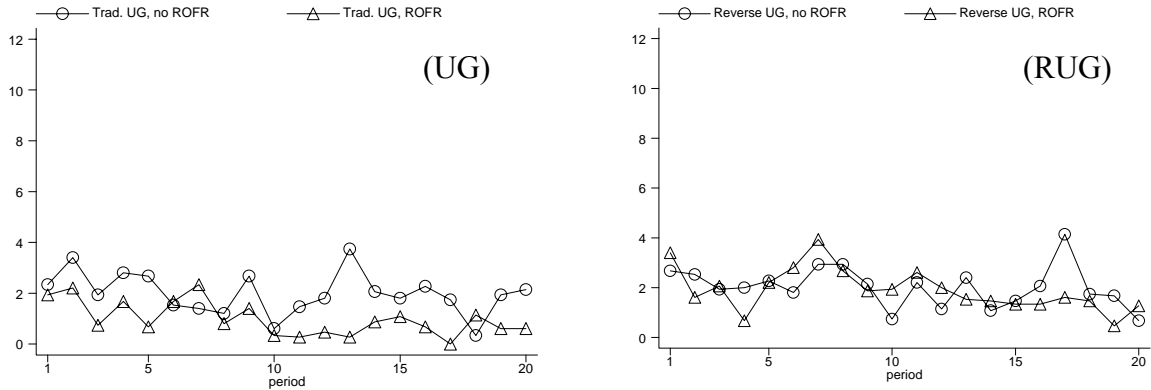 Trad. UG, no ROFR Trad. UG, ROFR
(UG)
12
10
8
6
4
2
0
1 5 10 15 20
period
Reverse UG, no ROFR Reverse UG, ROFR
(RUG)
12
10
8
6
4
2
0
1 5 10 15 20
period